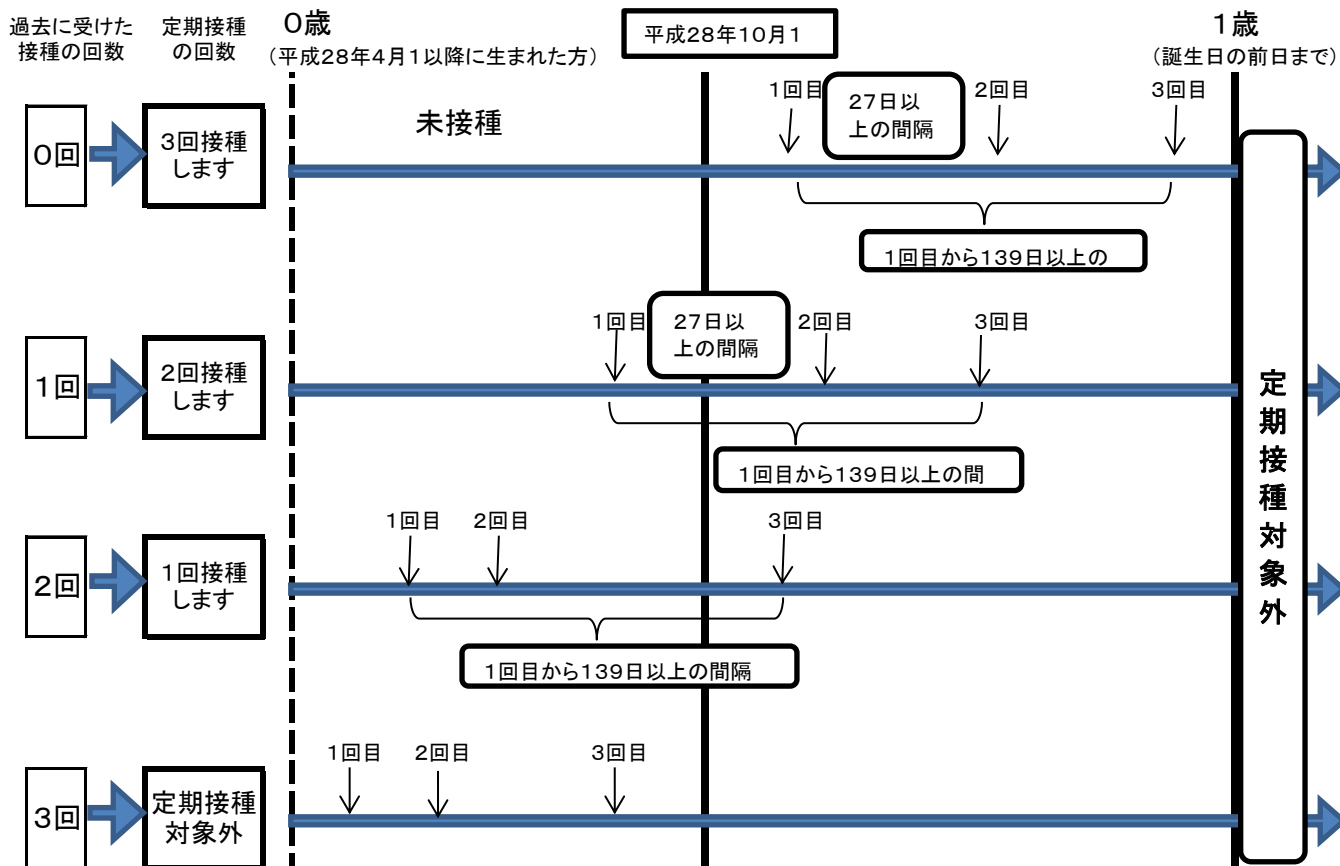 過去に受けた
接種の回数
定期接種
の回数
0歳
（平成28年4月1以降に生まれた方）
平成28年10月1
1歳
（誕生日の前日まで）
0回
3回接種
します
未接種
1回目
27日以
上の間隔
2回目
3回目
1回目から139日以上の
1回
2回接種
します
1回目
27日以
上の間隔
2回目
3回目
1回目から139日以上の間
2回
1回接種
します
1回目
2回目
3回目
1回目から139日以上の間隔
3回
定期接種
対象外
1回目
2回目
3回目
定期接種対象外